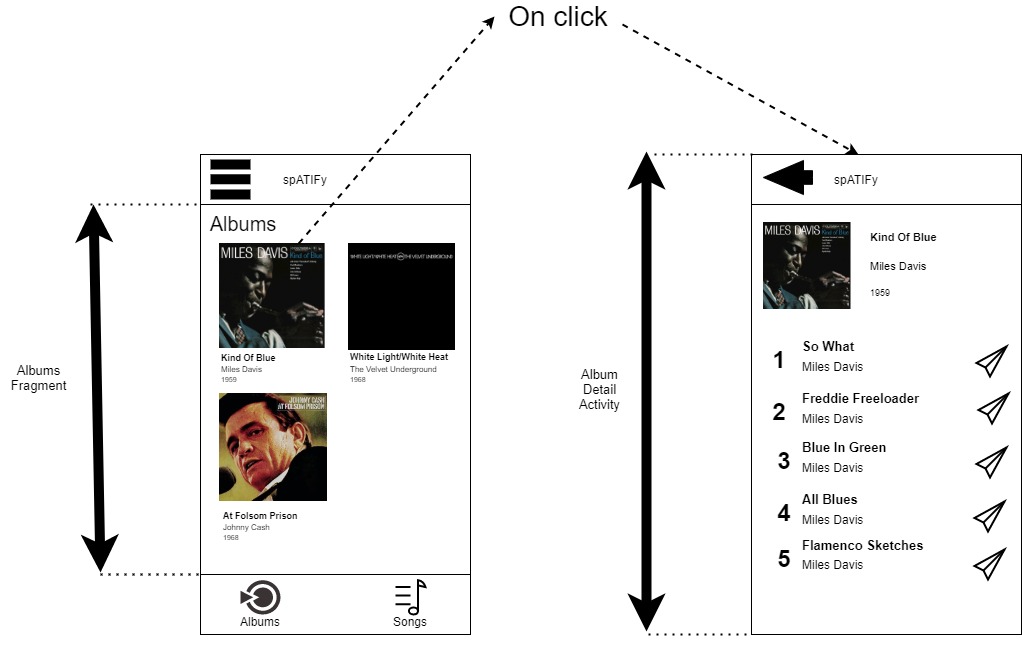 On click
spATIFy
Albums
MILES DAVIS
Kind Of Blue
WHITE LIGHT/WHITE HEAT THE VELVET UNDERGROUND
Kind Of Blue
Miles Davis
1959
White Light/White Heat
The Velvet Underground
1968
JOHNNY CASH
AT FOLSOM PRISON
At Folsom Prison
Johnny Cash
1968
Albums
Songs
Albums
Fragment
Album
Detail
Activity
spATIFy
MILES DAVIS
Kind of Blue
Kind Of Blue
Miles Davis
1959
1
So What
Miles Davis
2
Freddie Freeloader
Miles Davis
3
Blue In Green
Miles Davis
4
All Blues
Miles Davis
5
Flamenco Sketches
Miles Davis